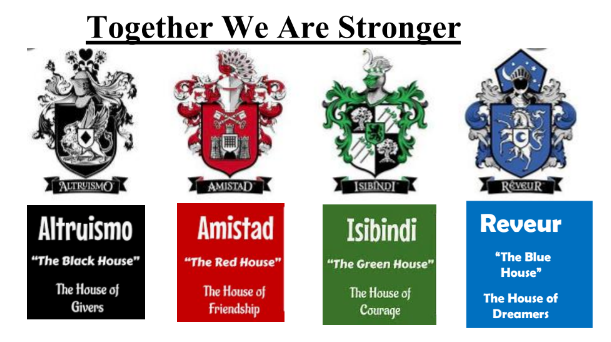 Together We Are Stronger
ALTRUISMO
AMISTAD
ISIBINDI
RÊVEUR
Altruismo
"The Black House"
The House of
Givers
Amistad
"The Red House"
The House of
Friendship
Isibindi
"The Green House"
The House of
Courage
Reveur
"The Blue
House"
The House of
Dreamers